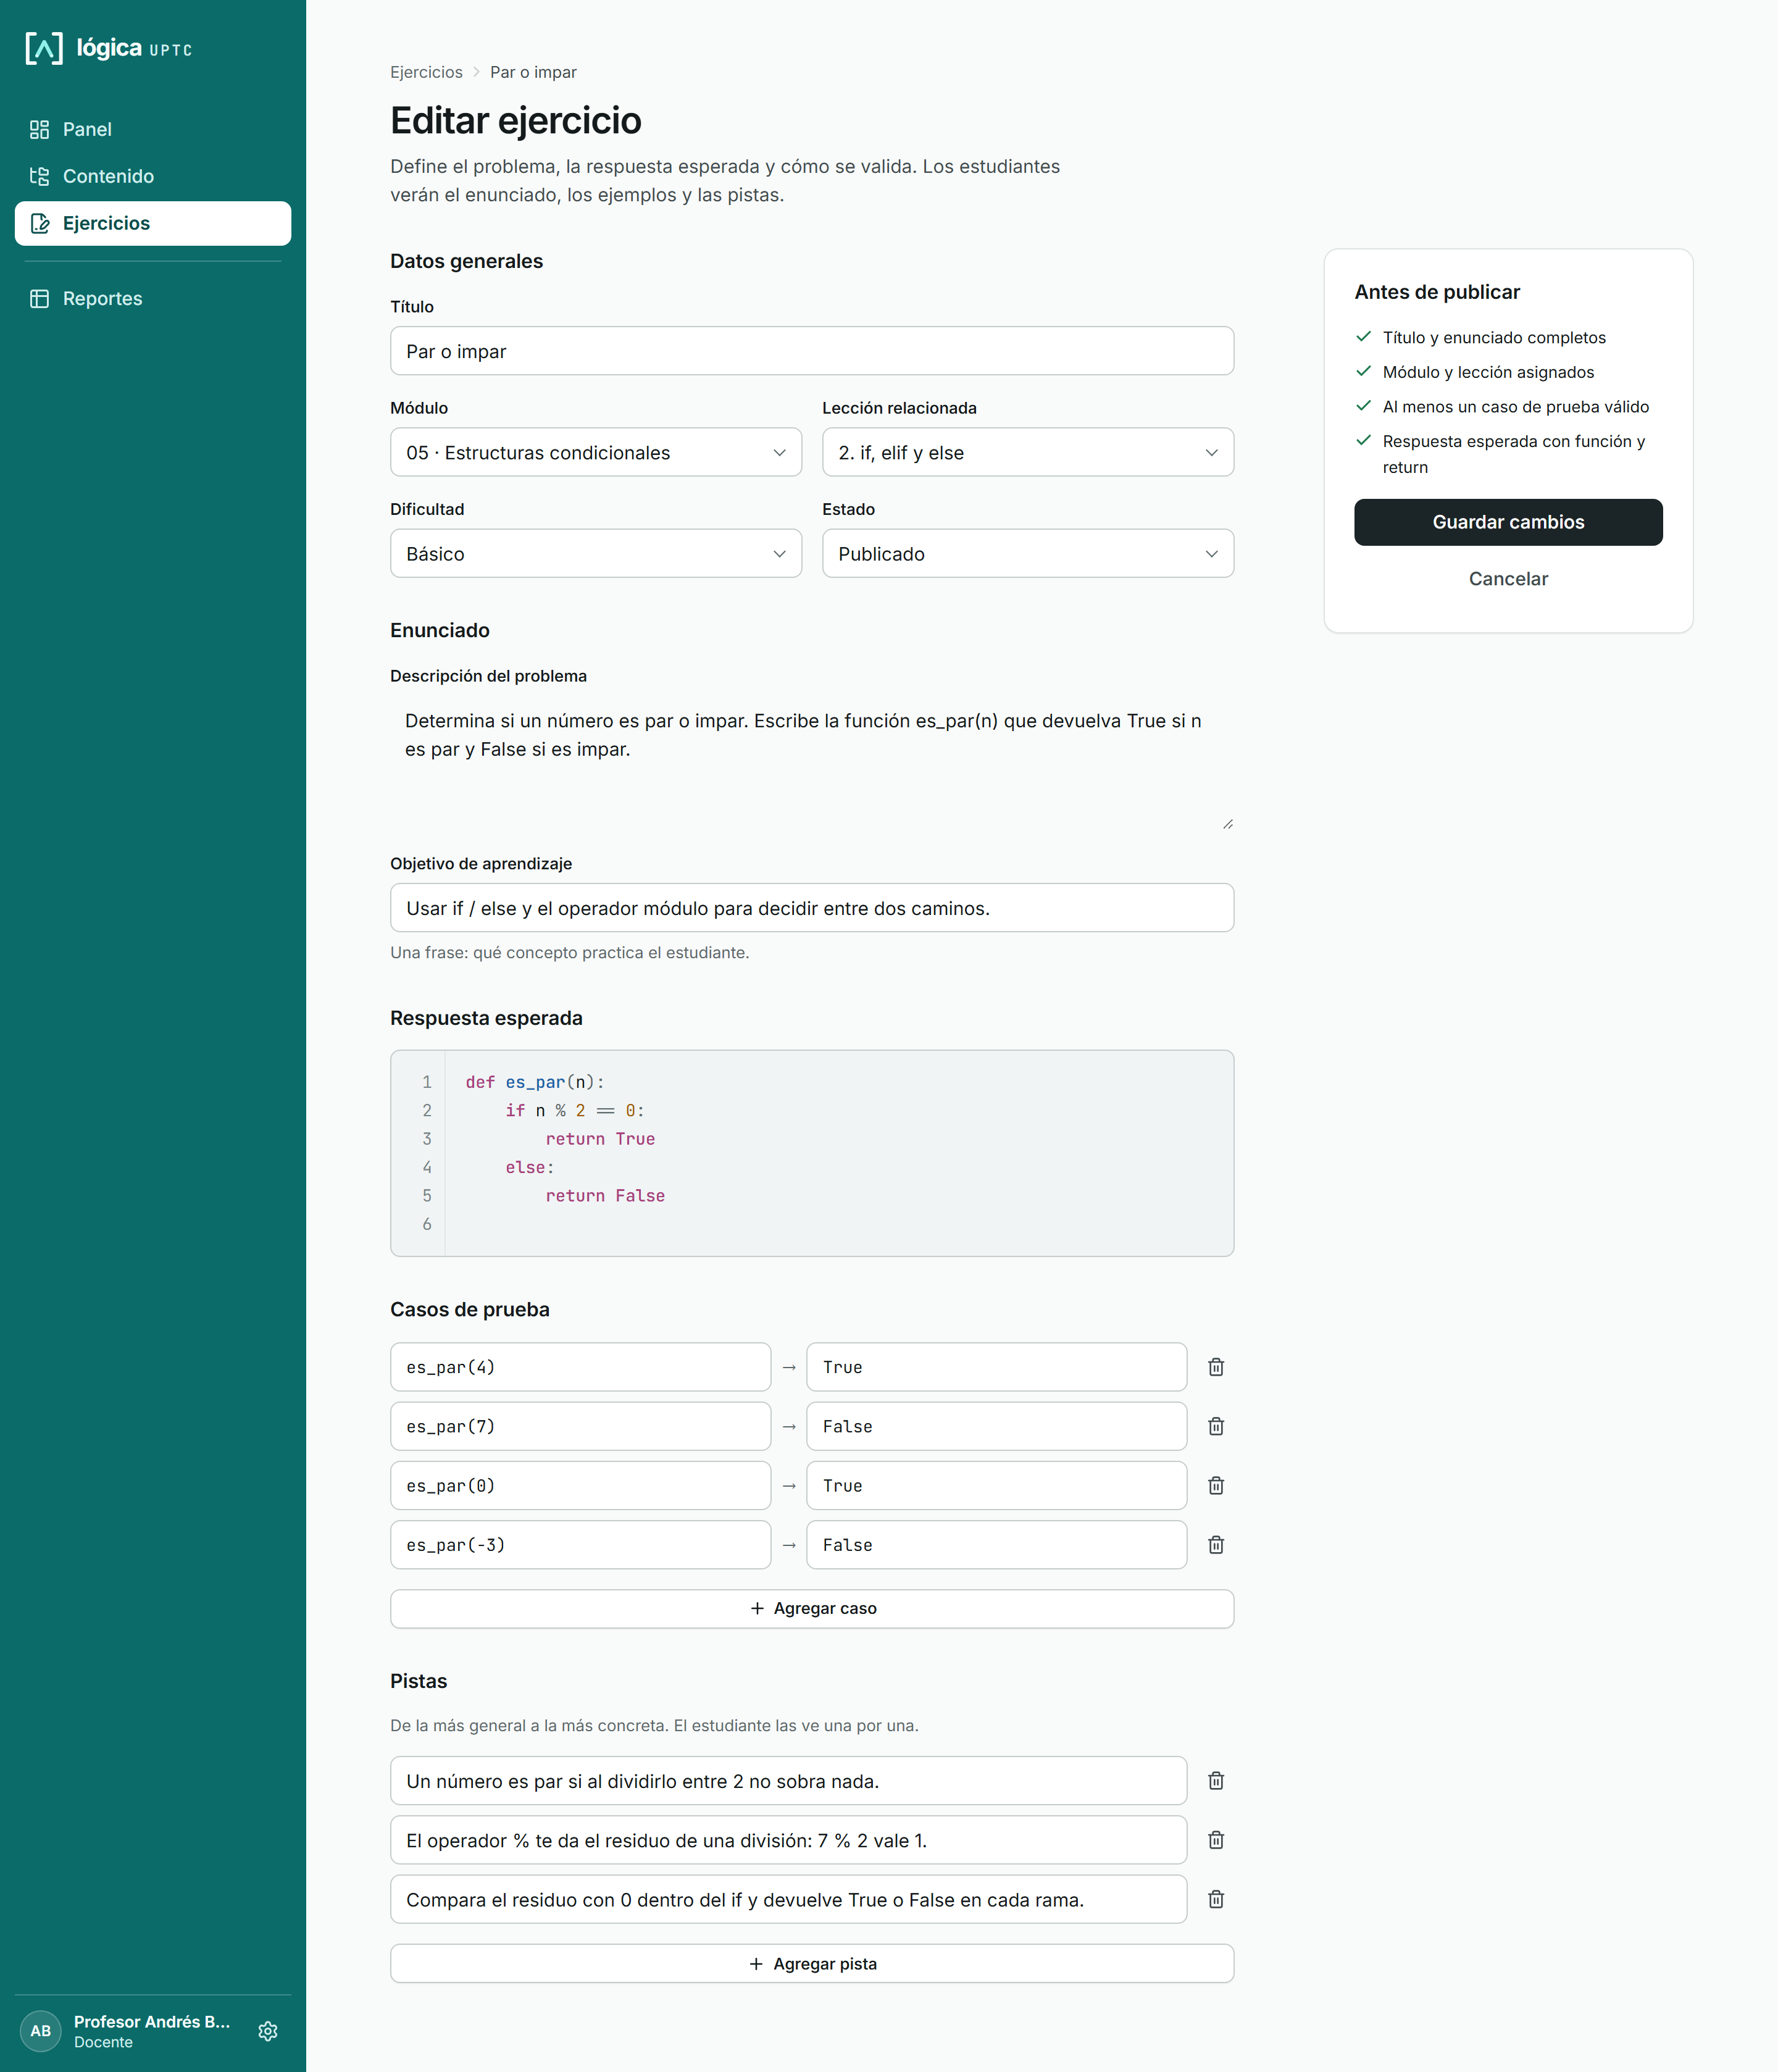 lógica UPTC
Panel
Contenido
Ejercicios
Reportes
Profesor Andrés B...
Docente
AB
Ejercicios > Par o impar
Editar ejercicio
Define el problema, la respuesta esperada y cómo se valida. Los estudiantes
verán el enunciado, los ejemplos y las pistas.
Datos generales
Título
Par o impar
Módulo
Lección relacionada
05 · Estructuras condicionales
2. if, elif y else
Dificultad
Estado
Básico
Publicado
Enunciado
Descripción del problema
Determina si un número es par o impar. Escribe la función es_par(n) que devuelva True si n
es par y False si es impar.
Objetivo de aprendizaje
Usar if / else y el operador módulo para decidir entre dos caminos.
Una frase: qué concepto practica el estudiante.
Respuesta esperada
1 def es_par(n):
2     if n % 2 == 0:
3         return True
4     else:
5         return False
6
Casos de prueba
es_par(4) → True
es_par(7) → False
es_par(0) → True
es_par(-3) → False
+ Agregar caso
Pistas
De la más general a la más concreta. El estudiante las ve una por una.
Un número es par si al dividirlo entre 2 no sobra nada.
El operador % te da el residuo de una división: 7 % 2 vale 1.
Compara el residuo con 0 dentro del if y devuelve True o False en cada rama.
+ Agregar pista
Antes de publicar
Título y enunciado completos
Módulo y lección asignados
Al menos un caso de prueba válido
Respuesta esperada con función y
return
Guardar cambios
Cancelar